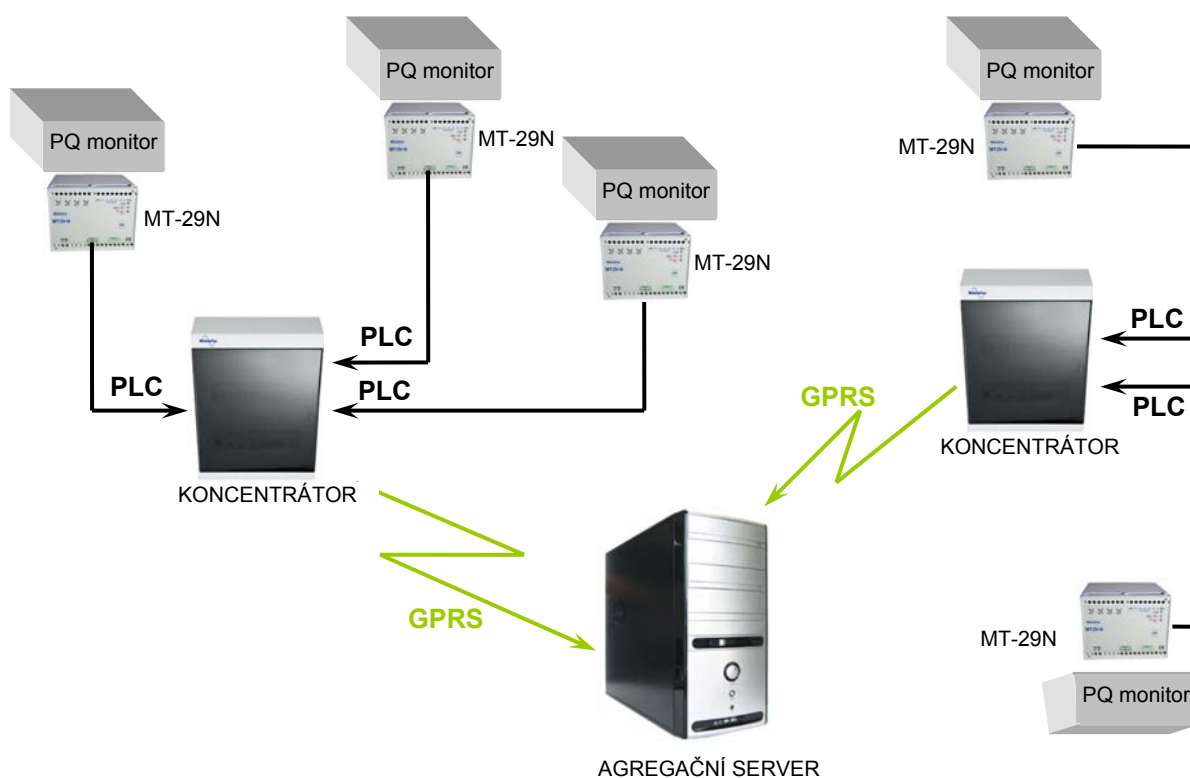 PQ monitor
PQ monitor
PQ monitor
PQ monitor
MT-29N
MT-29N
MT-29N
MT-29N
PLC
PLC
PLC
PLC
PLC
GPRS
KONCENTRÁTOR
KONCENTRÁTOR
GPRS
MT-29N
PQ monitor
AGREGAČNÍ SERVER